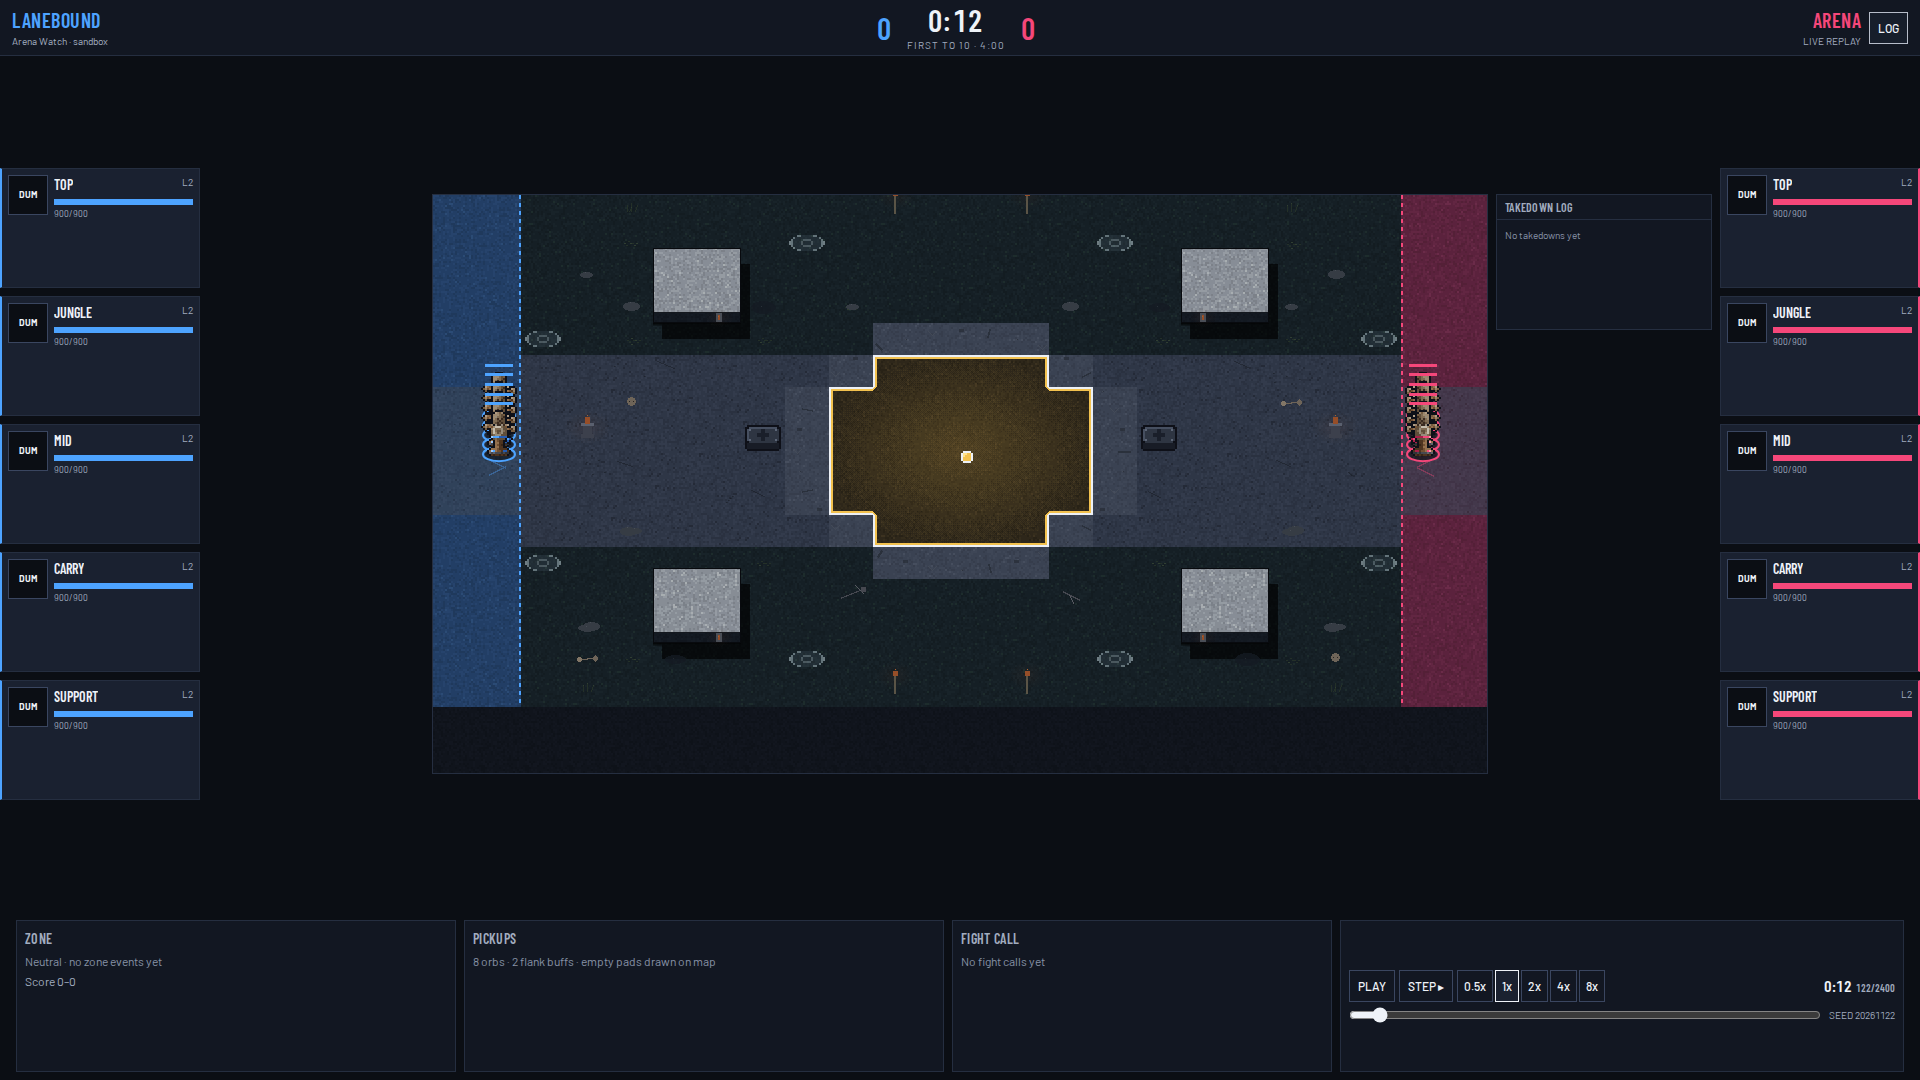 LANEBOUND
Arena Watch · sandbox
0 0:12 0
FIRST TO 10 · 4:00
ARENA
LIVE REPLAY
LOG
DUM TOP L2
900/900
DUM JUNGLE L2
900/900
DUM MID L2
900/900
DUM CARRY L2
900/900
DUM SUPPORT L2
900/900
TAKEDOWN LOG
No takedowns yet
DUM TOP L2
900/900
DUM JUNGLE L2
900/900
DUM MID L2
900/900
DUM CARRY L2
900/900
DUM SUPPORT L2
900/900
ZONE
Neutral · no zone events yet
Score 0–0
PICKUPS
8 orbs · 2 flank buffs · empty pads drawn on map
FIGHT CALL
No fight calls yet
PLAY STEP ▸ 0.5x 1x 2x 4x 8x 0:12 122/2400
SEED 20261122